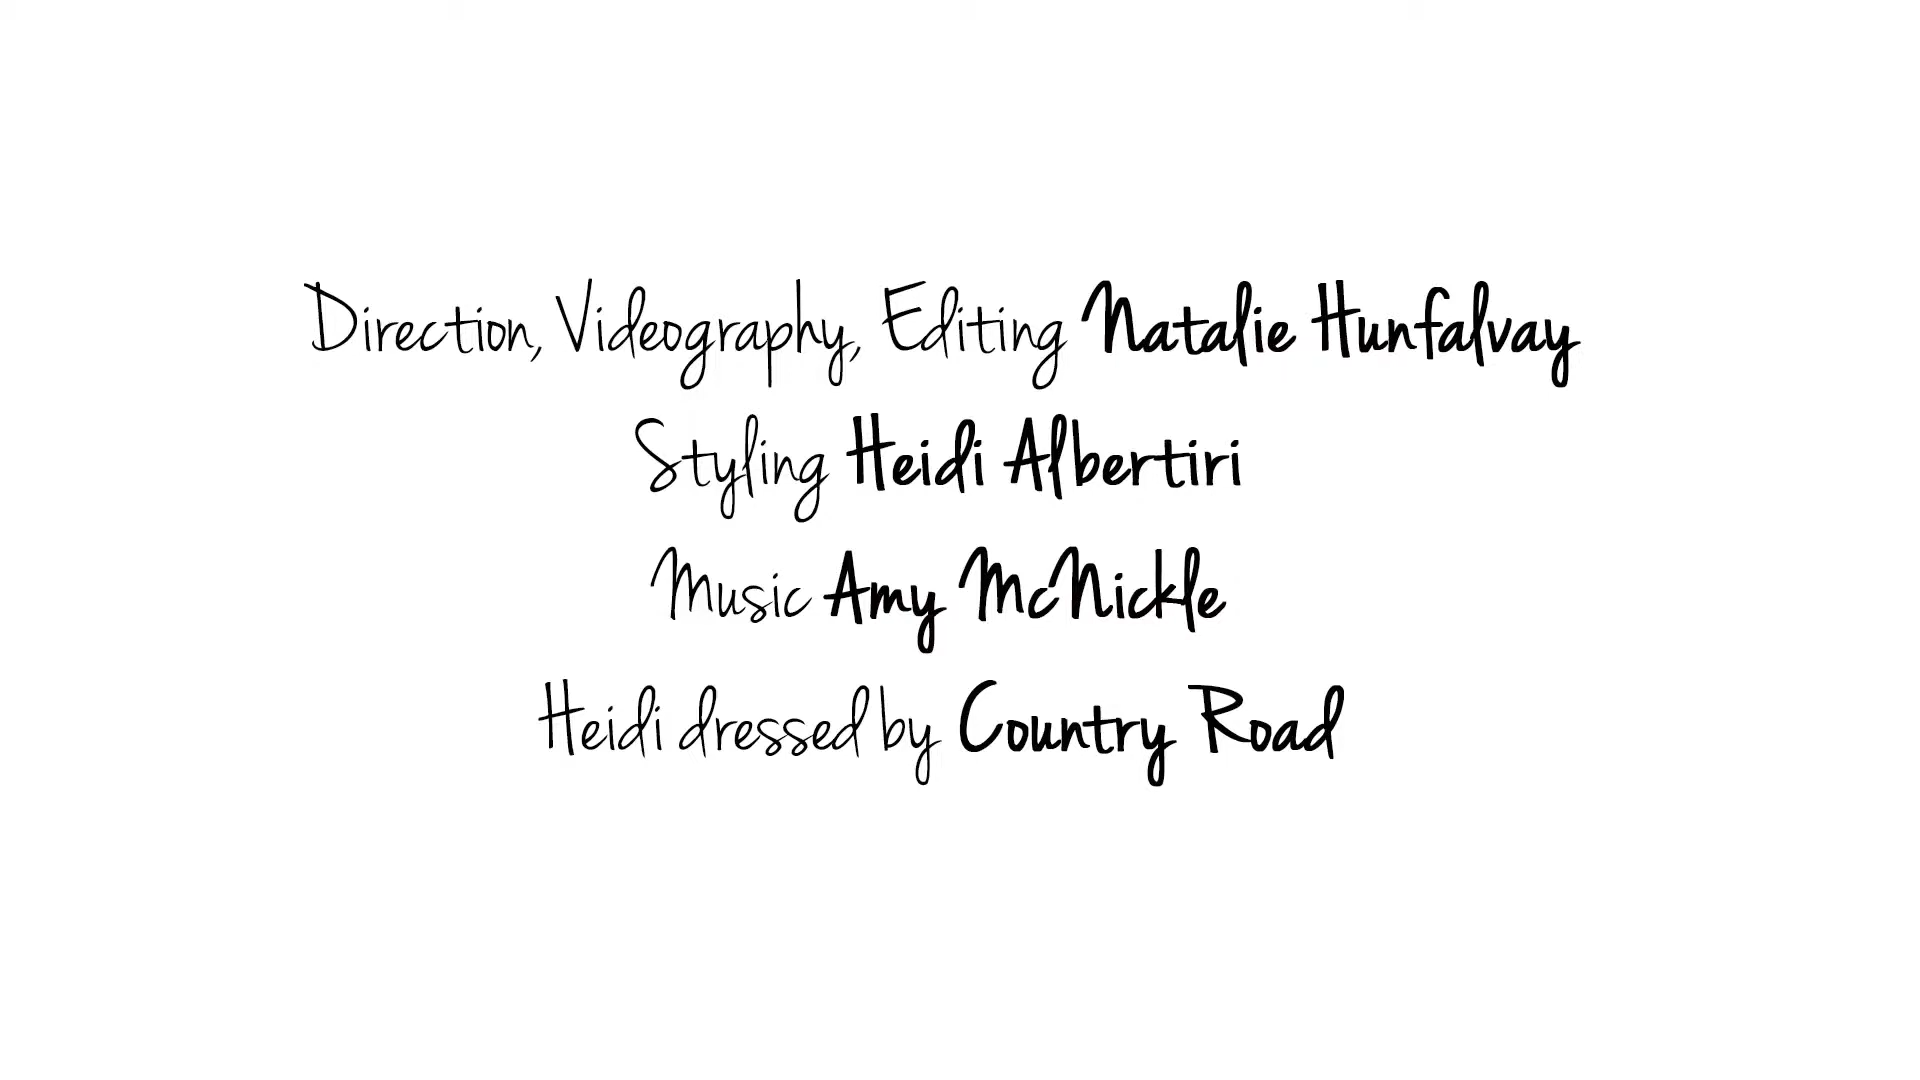 Direction, Videography, Editing Natalie Hunfalvay
Styling Heidi Albertiri
Music Amy McNickle
Heidi dressed by Country Road